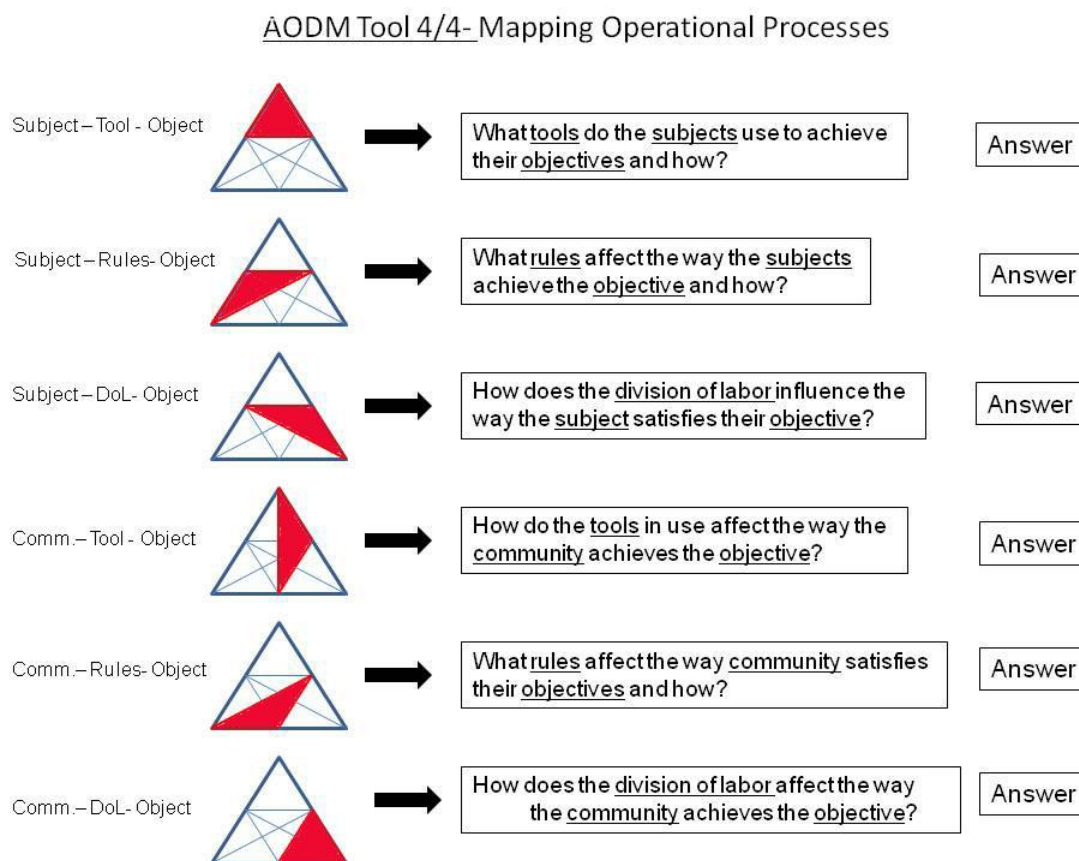 AODM Tool 4/4- Mapping Operational Processes
Subject – Tool - Object
What tools do the subjects use to achieve
their objectives and how?
Answer
Subject – Rules- Object
What rules affect the way the subjects
achieve the objective and how?
Answer
Subject – DoL- Object
How does the division of labor influence the
way the subject satisfies their objective?
Answer
Comm. – Tool - Object
How do the tools in use affect the way the
community achieves the objective?
Answer
Comm. – Rules- Object
What rules affect the way community satisfies
their objectives and how?
Answer
Comm. – DoL- Object
How does the division of labor affect the way
the community achieves the objective?
Answer